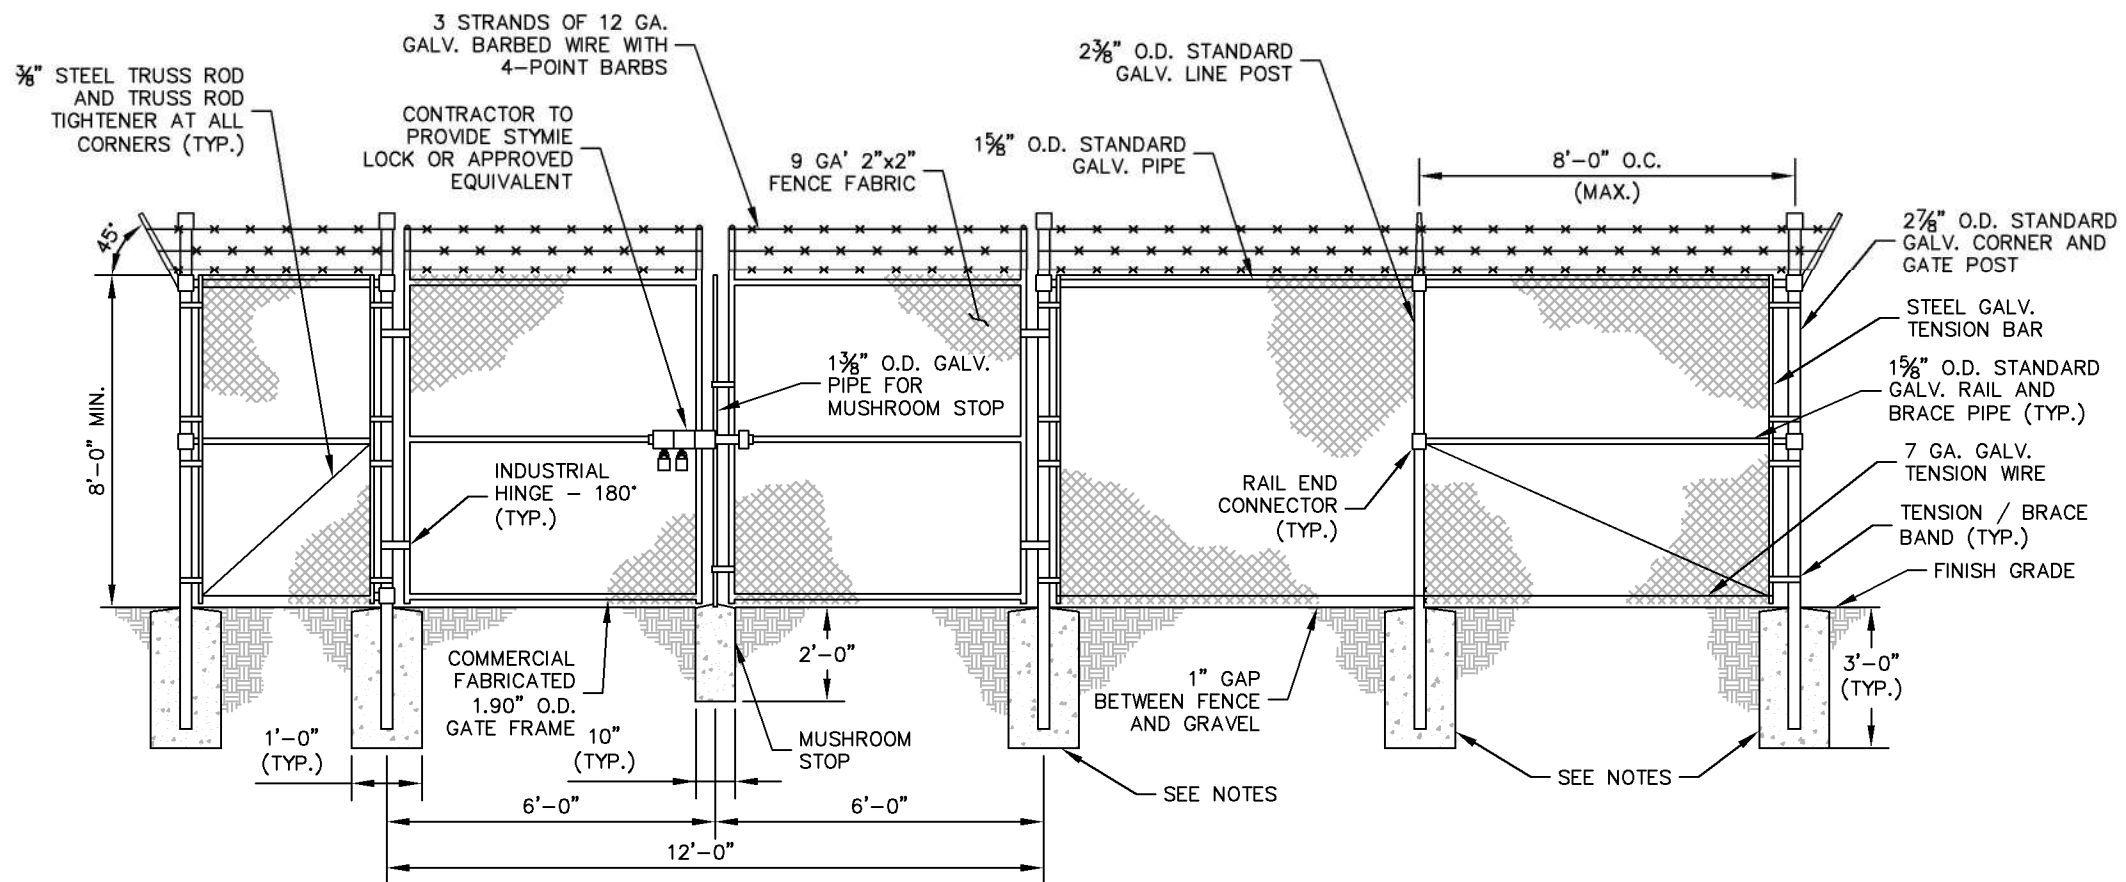 3 STRANDS OF 12 GA.
GALV. BARBED WIRE WITH
4-POINT BARBS
⅜" STEEL TRUSS ROD
AND TRUSS ROD
TIGHTENER AT ALL
CORNERS (TYP.)
CONTRACTOR TO
PROVIDE STYMIE
LOCK OR APPROVED
EQUIVALENT
9 GA' 2"x2"
FENCE FABRIC
2⅜" O.D. STANDARD
GALV. LINE POST
1⅝" O.D. STANDARD
GALV. PIPE
8'-0" O.C.
(MAX.)
2⅞" O.D. STANDARD
GALV. CORNER AND
GATE POST
45°
8'-0" MIN.
STEEL GALV.
TENSION BAR
1⅜" O.D. GALV.
PIPE FOR
MUSHROOM STOP
1⅝" O.D. STANDARD
GALV. RAIL AND
BRACE PIPE (TYP.)
INDUSTRIAL
HINGE - 180°
(TYP.)
RAIL END
CONNECTOR
(TYP.)
7 GA. GALV.
TENSION WIRE
TENSION / BRACE
BAND (TYP.)
FINISH GRADE
COMMERCIAL
FABRICATED
1.90" O.D.
GATE FRAME
2'-0"
1" GAP
BETWEEN FENCE
AND GRAVEL
3'-0"
(TYP.)
1'-0"
(TYP.)
10"
(TYP.)
MUSHROOM
STOP
SEE NOTES
SEE NOTES
6'-0"
6'-0"
12'-0"